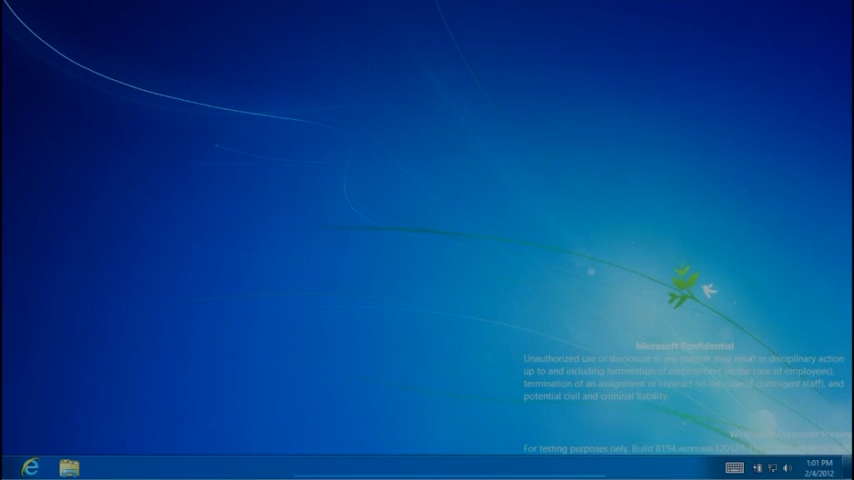 Microsoft Confidential
Unauthorized use or disclosure in any manner may result in disciplinary action
up to and including termination of employment (in the case of employees),
termination of an assignment or contract (in the case of contingent staff), and
potential civil and criminal liability.
For testing purposes only. Build 8194.winmain.12012
1:01 PM
2/4/2012